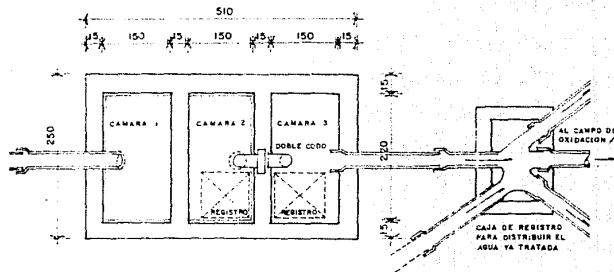 510
15 150 15 150 15 150 15
250
CAMARA 1
CAMARA 2
CAMARA 3
DOBLE CODO
REGISTRO
REGISTRO
15
220
15
AL CAMPO DE
OXIDACION
CAJA DE REGISTRO
PARA DISTRIBUIR EL
AGUA YA TRATADA